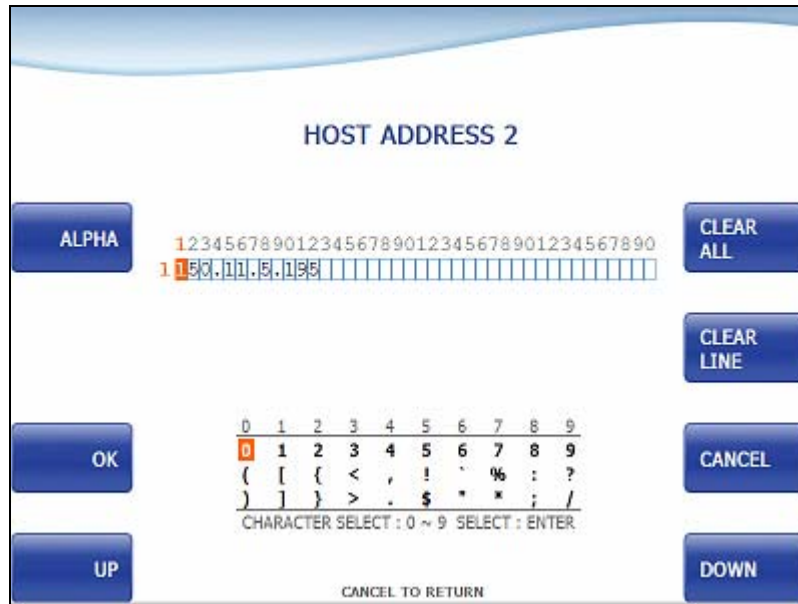 HOST ADDRESS 2
ALPHA
CLEAR
ALL
1234567890123456789012345678901234567890
1 150.11.5.195
CLEAR
LINE
0 1 2 3 4 5 6 7 8 9
0 1 2 3 4 5 6 7 8 9
( [ { < , ! ` % : ?
) ] } > . $ " * ; /
CHARACTER SELECT : 0 ~ 9 SELECT : ENTER
OK
CANCEL
UP
DOWN
CANCEL TO RETURN